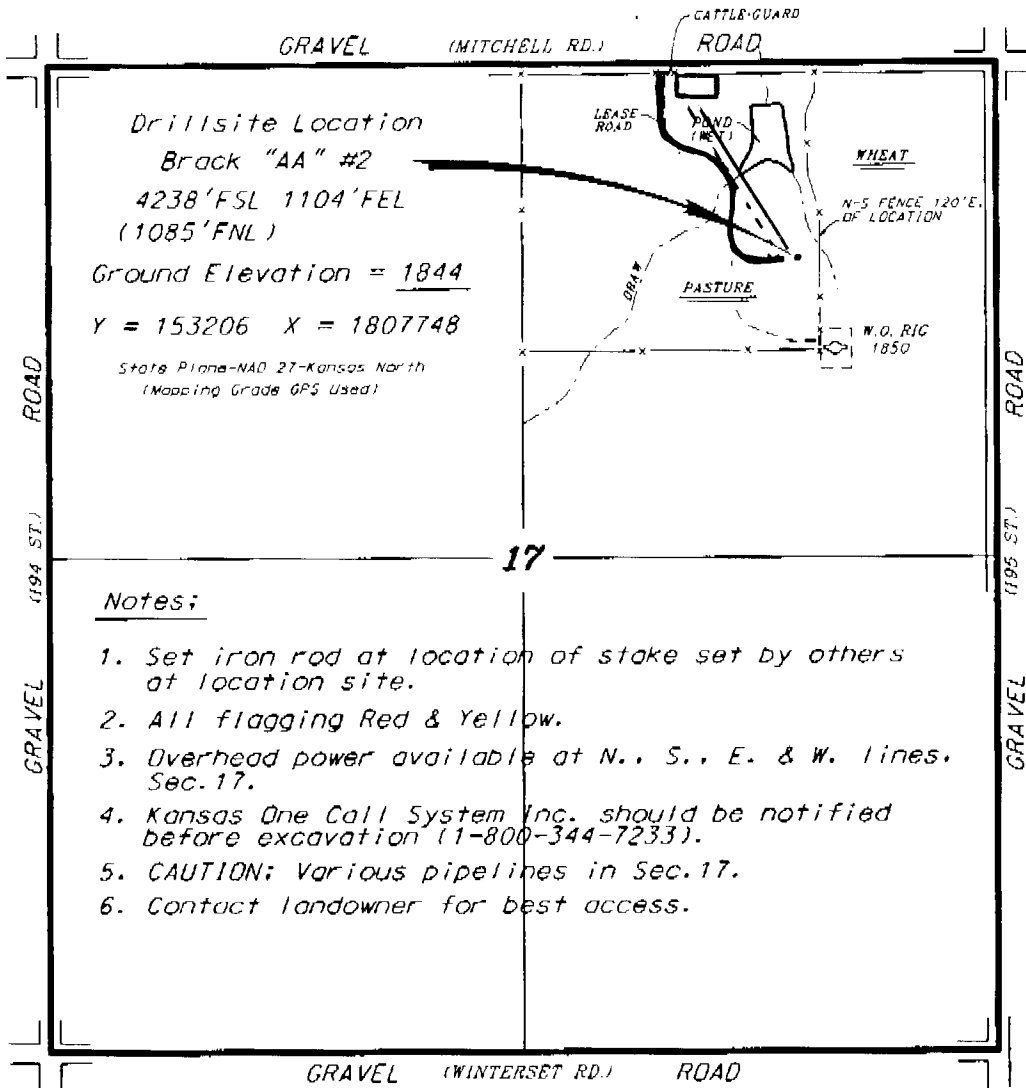 CATTLE-GUARD
GRAVEL (MITCHELL RD.) ROAD
Drillsite Location
Brack "AA" #2
4238'FSL 1104'FEL
(1085'FNL)
Ground Elevation = 1844
Y = 153206 X = 1807748
State Plane-NAD 27-Kansas North
(Mapping Grade GPS Used)
LEASE
ROAD
POND
(WET)
WHEAT
N-S FENCE 120'E.
OF LOCATION
DRAW
PASTURE
W.O. RIG
1850
GRAVEL (194 ST.) ROAD
GRAVEL (195 ST.) ROAD
17
Notes:
1. Set iron rod at location of stake set by others
at location site.
2. All flagging Red & Yellow.
3. Overhead power available at N., S., E. & W. lines,
Sec.17.
4. Kansas One Call System Inc. should be notified
before excavation (1-800-344-7233).
5. CAUTION: Various pipelines in Sec.17.
6. Contact landowner for best access.
GRAVEL (WINTERSET RD.) ROAD